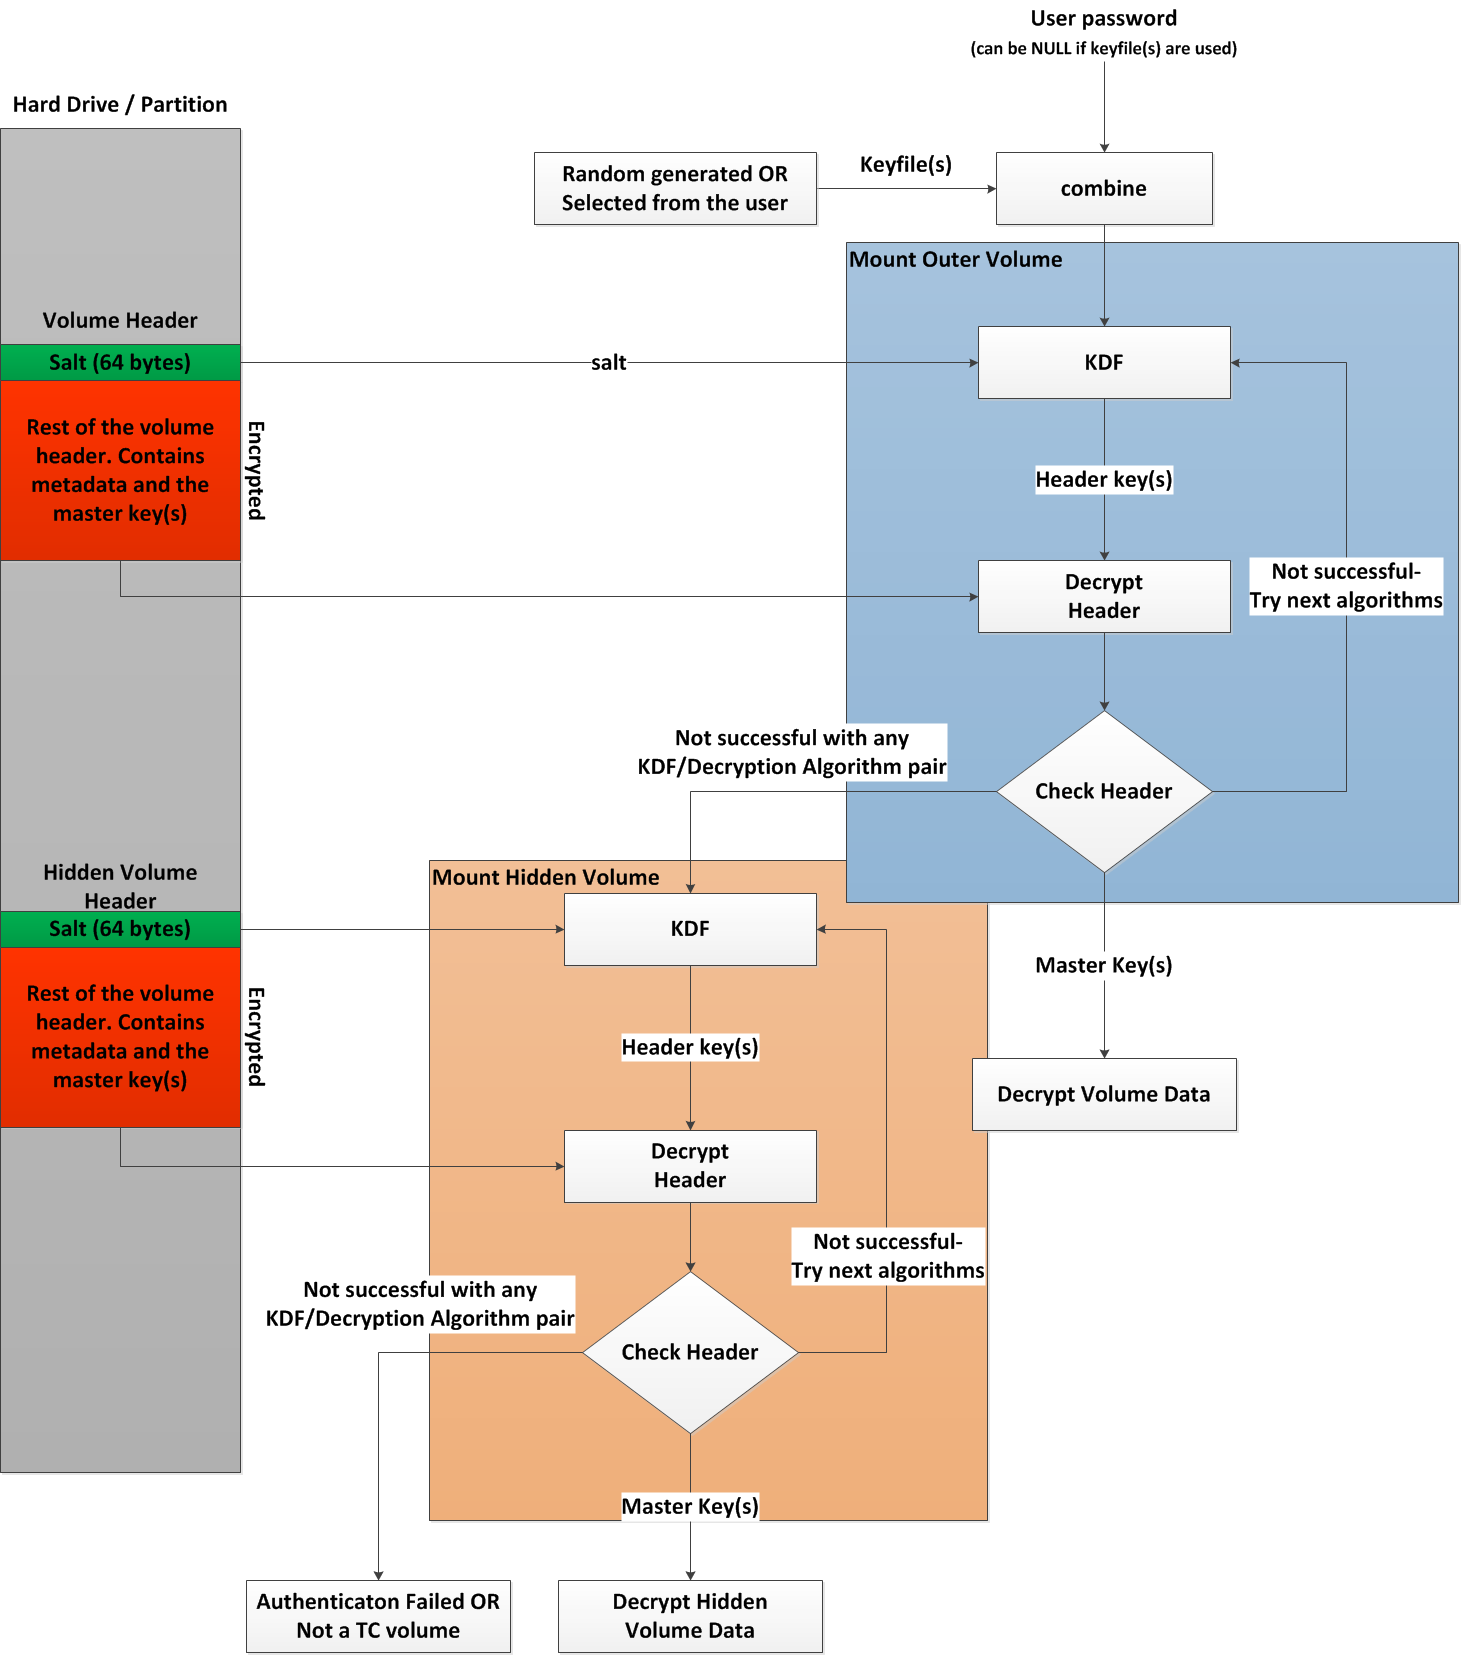 User password
(can be NULL if keyfile(s) are used)
Hard Drive / Partition
Random generated OR
Selected from the user
Keyfile(s)
combine
Mount Outer Volume
Volume Header
Salt (64 bytes)
salt
KDF
Rest of the volume
header. Contains
metadata and the
master key(s)
Encrypted
Header key(s)
Decrypt
Header
Not successful-
Try next algorithms
Not successful with any
KDF/Decryption Algorithm pair
Check Header
Hidden Volume
Header
Salt (64 bytes)
Mount Hidden Volume
KDF
Rest of the volume
header. Contains
metadata and the
master key(s)
Encrypted
Master Key(s)
Header key(s)
Decrypt Volume Data
Decrypt
Header
Not successful-
Try next algorithms
Not successful with any
KDF/Decryption Algorithm pair
Check Header
Master Key(s)
Authenticaton Failed OR
Not a TC volume
Decrypt Hidden
Volume Data